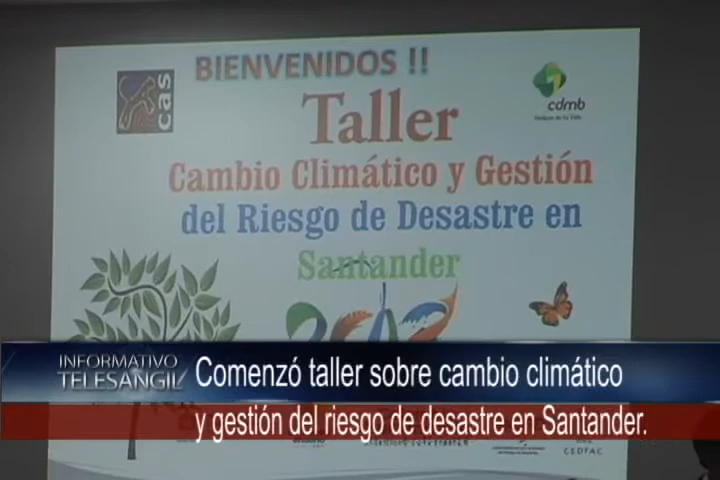 BIENVENIDOS !!
cas
cdmb
Taller
Cambio Climático y Gestión
del Riesgo de Desastre en
Santander
INFORMATIVO
TELESANGIL
Comenzó taller sobre cambio climático
y gestión del riesgo de desastre en Santander.
CEDFAC